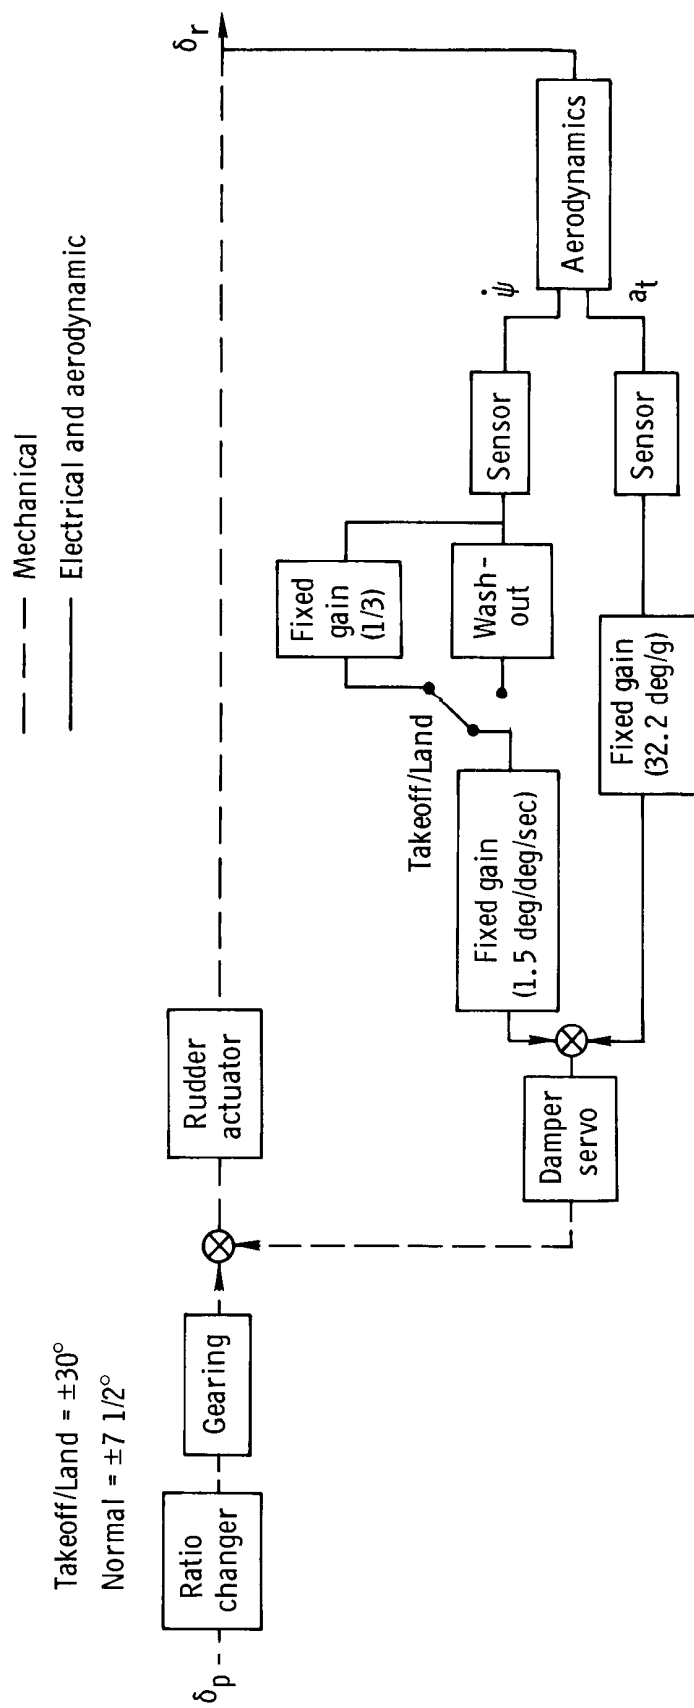 Mechanical
Electrical and aerodynamic
Takeoff/Land = ±30°
Normal = ±7 1/2°
δp
Ratio
changer
Gearing
Rudder
actuator
δr
Fixed
gain
(1/3)
Takeoff/Land
Fixed gain
(1.5 deg/deg/sec)
Wash-
out
Sensor
ψ̇
Aerodynamics
at
Damper
servo
Fixed gain
(32.2 deg/g)
Sensor